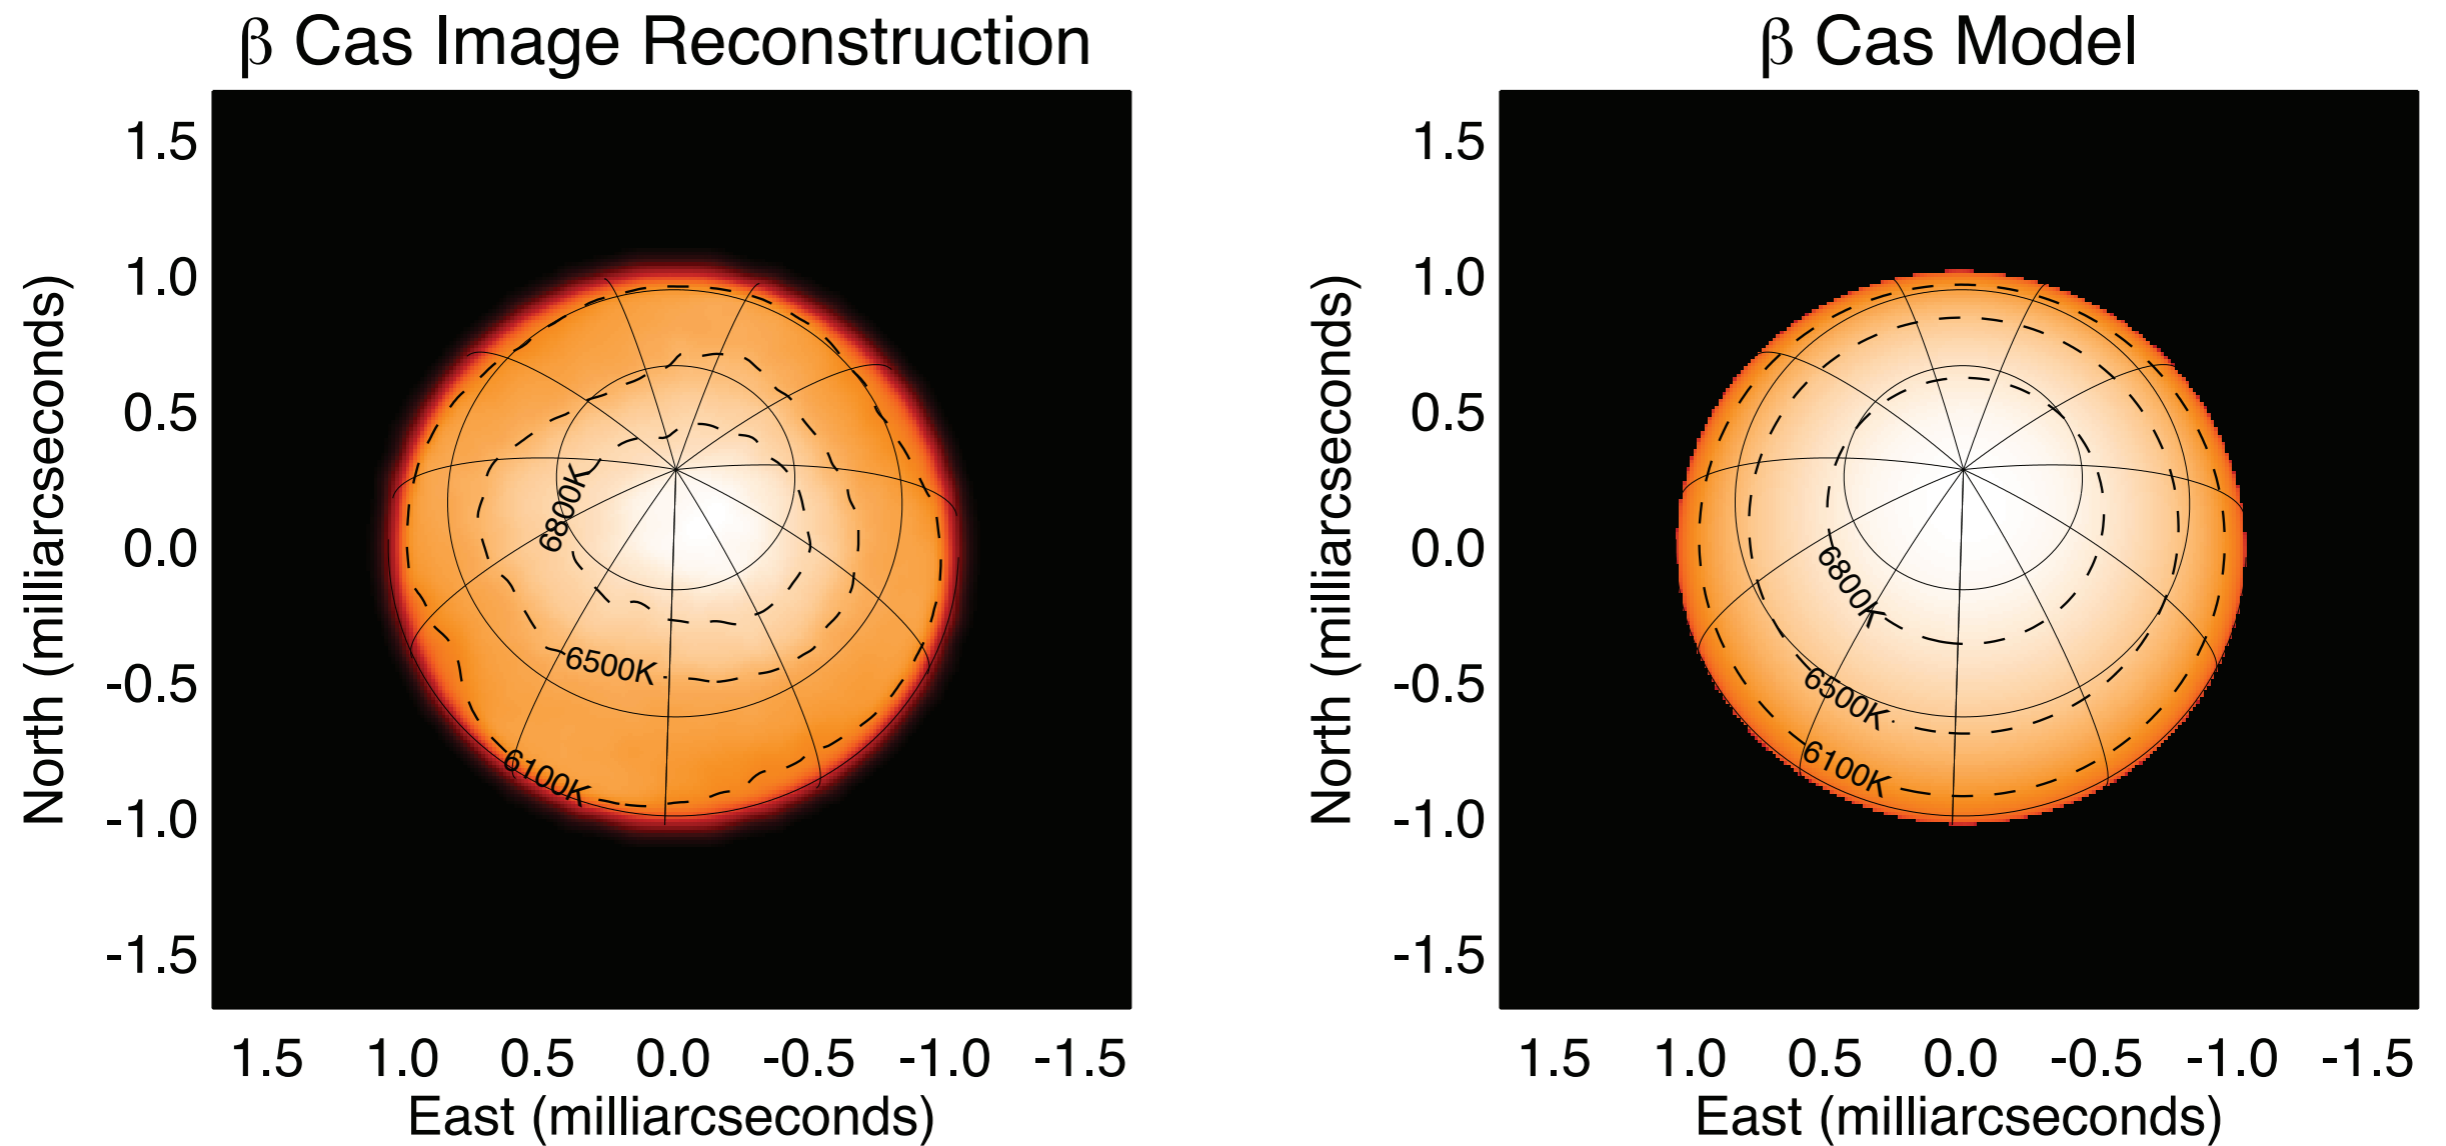 β Cas Image Reconstruction
1.5
1.0
0.5
0.0
-0.5
-1.0
-1.5
North (milliarcseconds)
6800K
6500K
6100K
1.5 1.0 0.5 0.0 -0.5 -1.0 -1.5
East (milliarcseconds)
β Cas Model
1.5
1.0
0.5
0.0
-0.5
-1.0
-1.5
North (milliarcseconds)
6800K
6500K
6100K
1.5 1.0 0.5 0.0 -0.5 -1.0 -1.5
East (milliarcseconds)